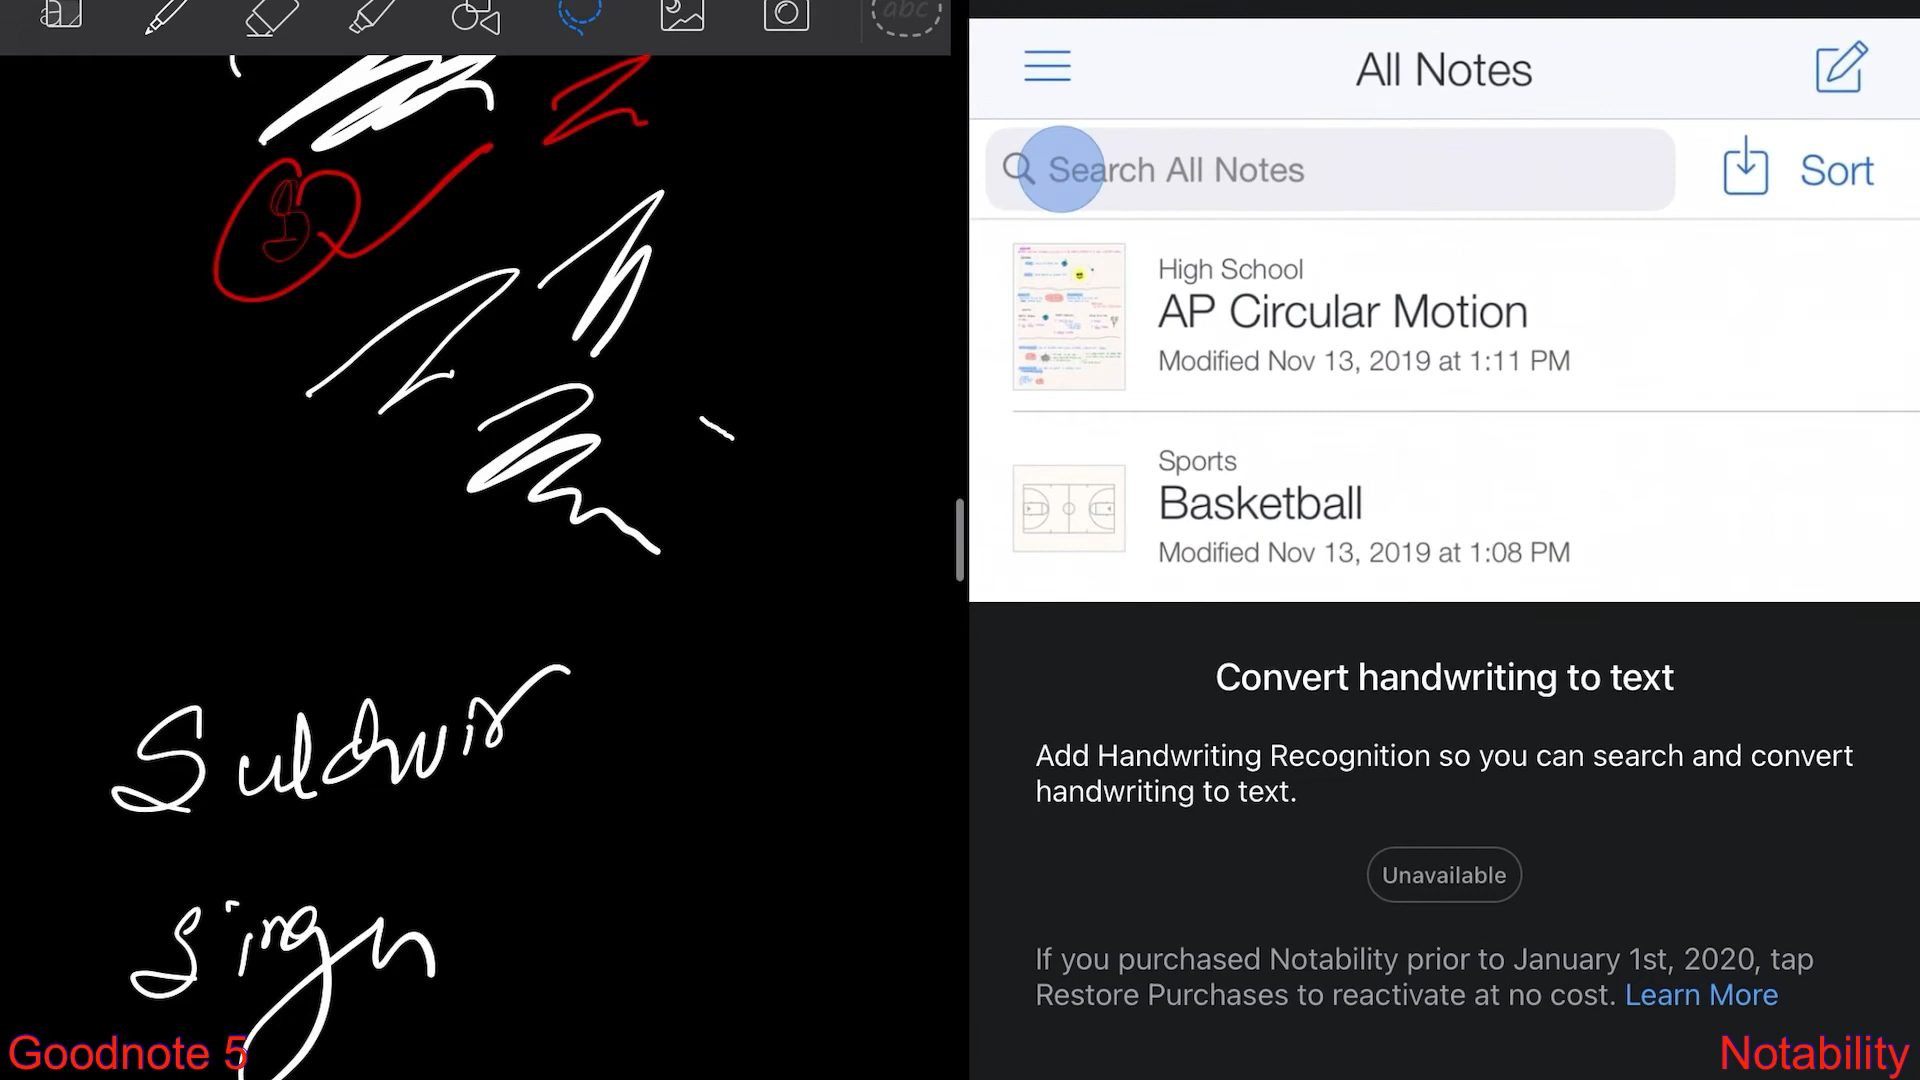 abc
All Notes
Search All Notes
Sort
High School
AP Circular Motion
Modified Nov 13, 2019 at 1:11 PM
Sports
Basketball
Modified Nov 13, 2019 at 1:08 PM
Convert handwriting to text
Add Handwriting Recognition so you can search and convert
handwriting to text.
Unavailable
If you purchased Notability prior to January 1st, 2020, tap
Restore Purchases to reactivate at no cost. Learn More
Goodnote 5
Notability